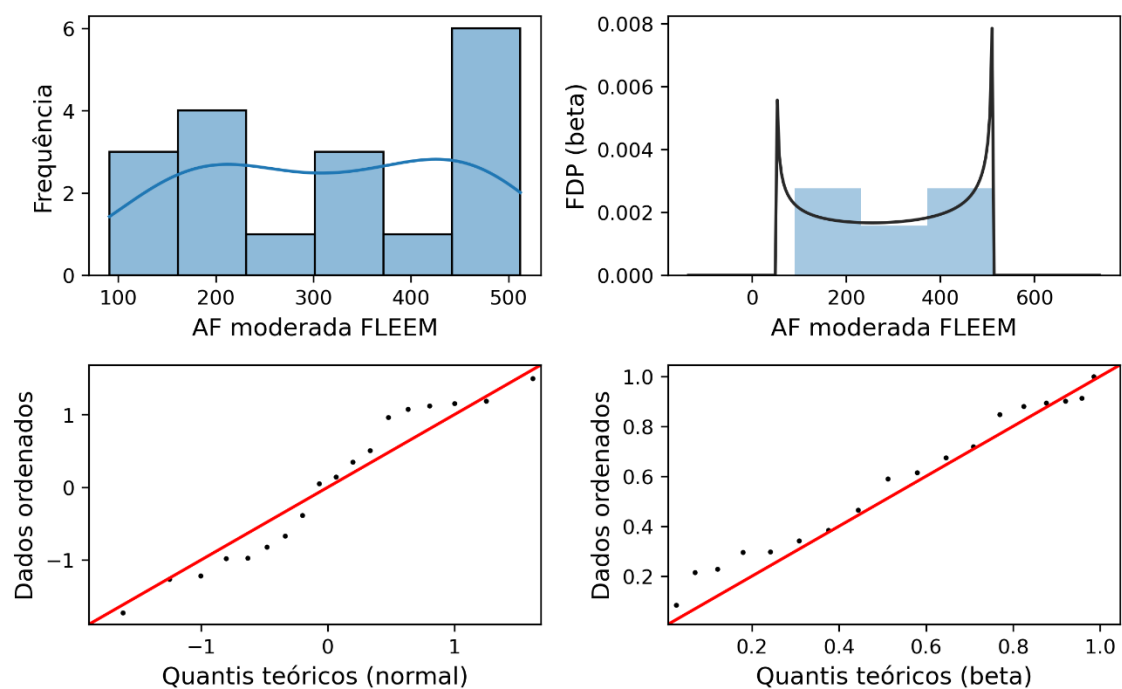 Frequência
6
4
2
0
100 200 300 400 500
AF moderada FLEEM
FDP (beta)
0.008
0.006
0.004
0.002
0.000
0 200 400 600
AF moderada FLEEM
Dados ordenados
1
0
−1
−1 0 1
Quantis teóricos (normal)
Dados ordenados
1.0
0.8
0.6
0.4
0.2
0.2 0.4 0.6 0.8 1.0
Quantis teóricos (beta)